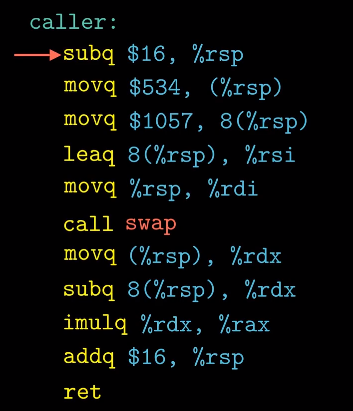 caller:
subq $16, %rsp
movq $534, (%rsp)
movq $1057, 8(%rsp)
leaq 8(%rsp), %rsi
movq %rsp, %rdi
call swap
movq (%rsp), %rdx
subq 8(%rsp), %rdx
imulq %rdx, %rax
addq $16, %rsp
ret